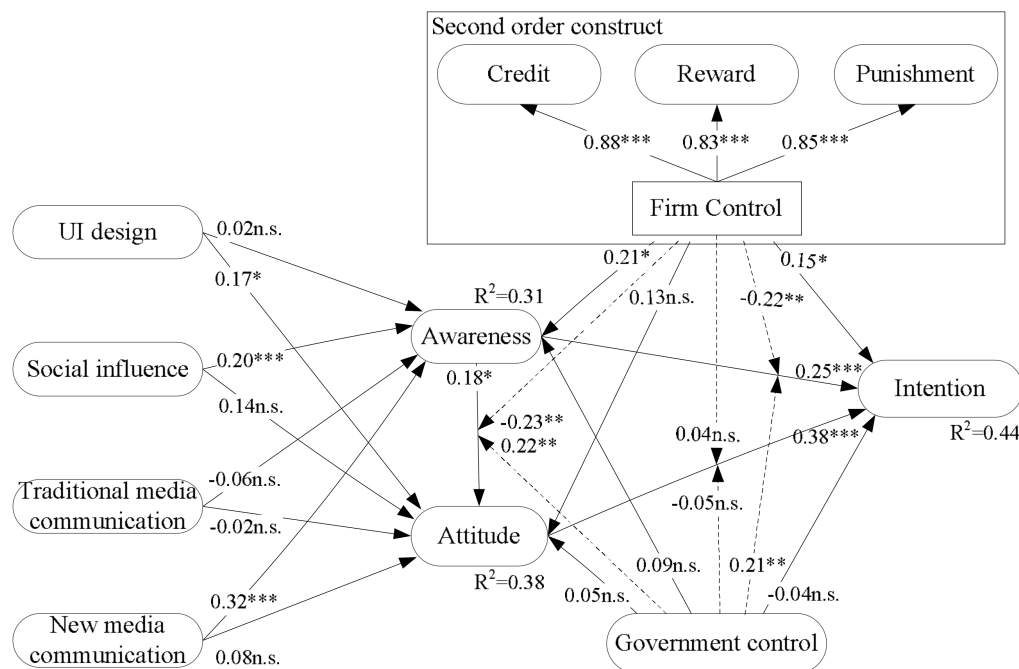 Second order construct
Credit
Reward
Punishment
0.88***
0.83***
0.85***
Firm Control
UI design
0.02n.s.
0.17*
0.21*
0.15*
R²=0.31
0.13n.s.
-0.22**
Awareness
Social influence
0.20***
0.18*
0.25***
Intention
0.14n.s.
-0.23**
0.22**
0.04n.s.
0.38***
R²=0.44
-0.06n.s.
Traditional media
communication
-0.02n.s.
-0.05n.s.
Attitude
R²=0.38
0.09n.s.
0.21**
0.05n.s.
-0.04n.s.
0.32***
New media
communication
0.08n.s.
Government control